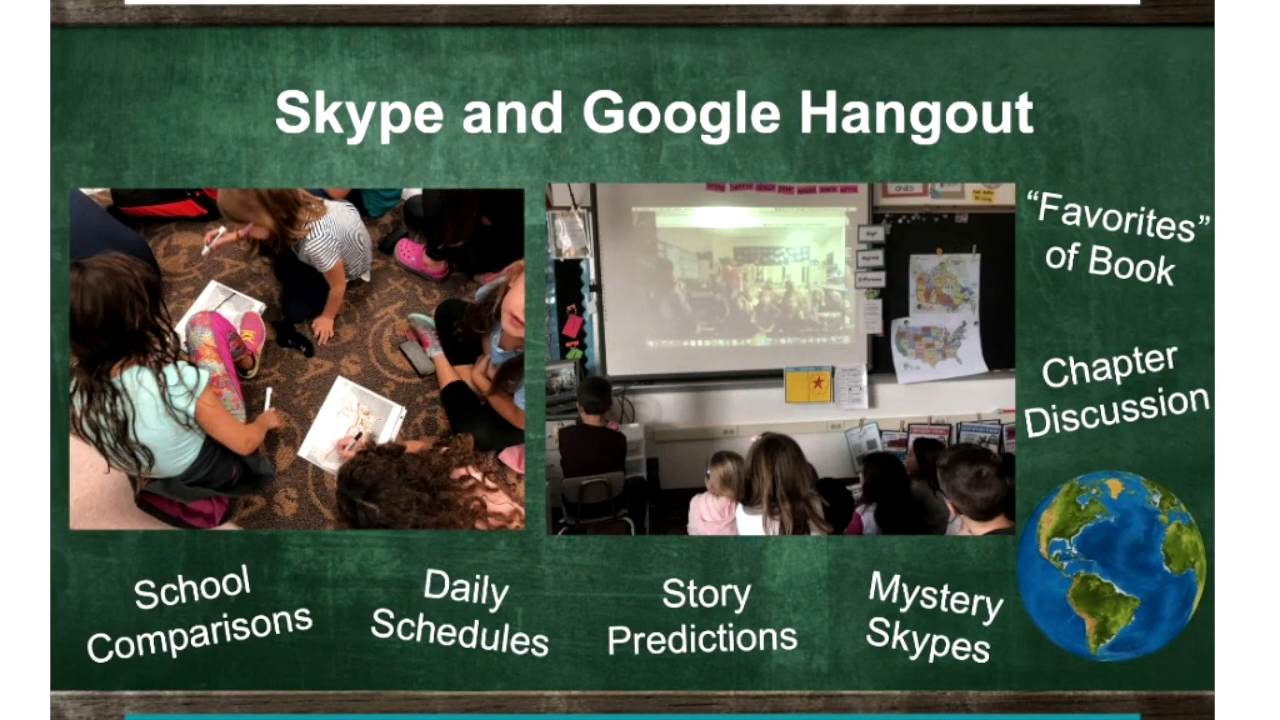 Skype and Google Hangout
“Favorites”
of Book
Chapter
Discussion
School
Comparisons
Daily
Schedules
Story
Predictions
Mystery
Skypes